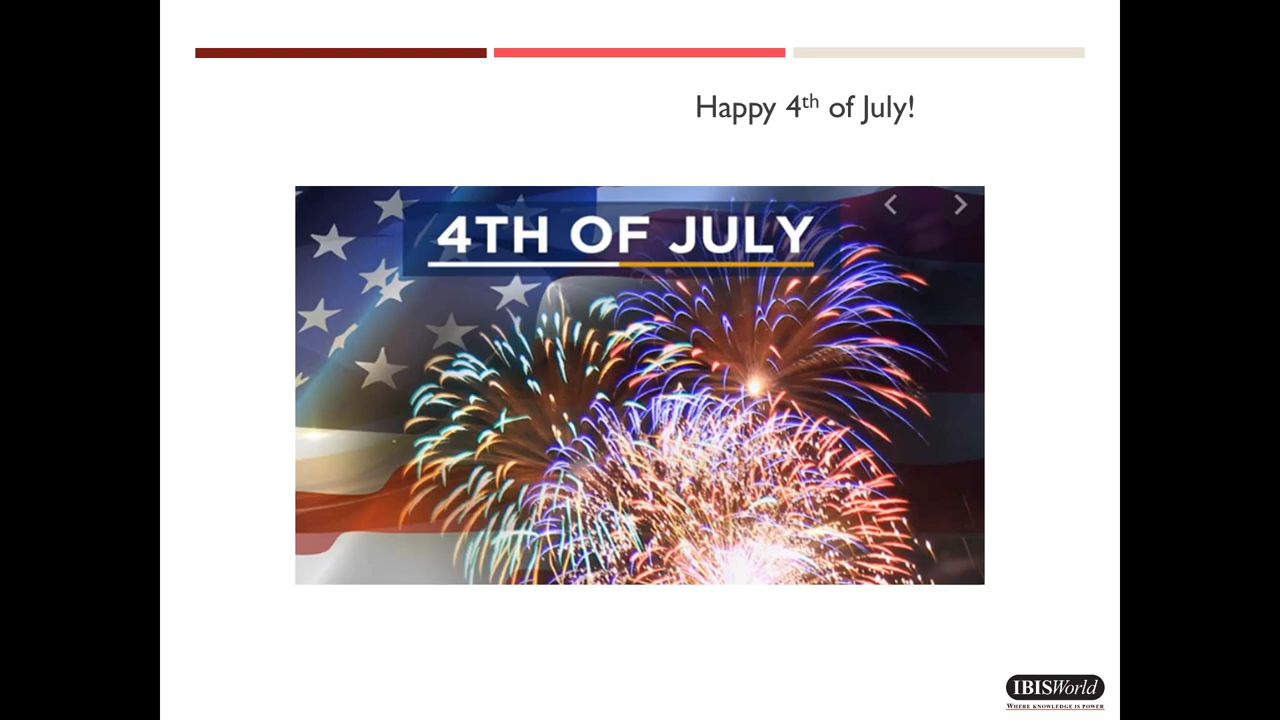 Happy 4th of July!
4TH OF JULY
IBISWorld
WHERE KNOWLEDGE IS POWER